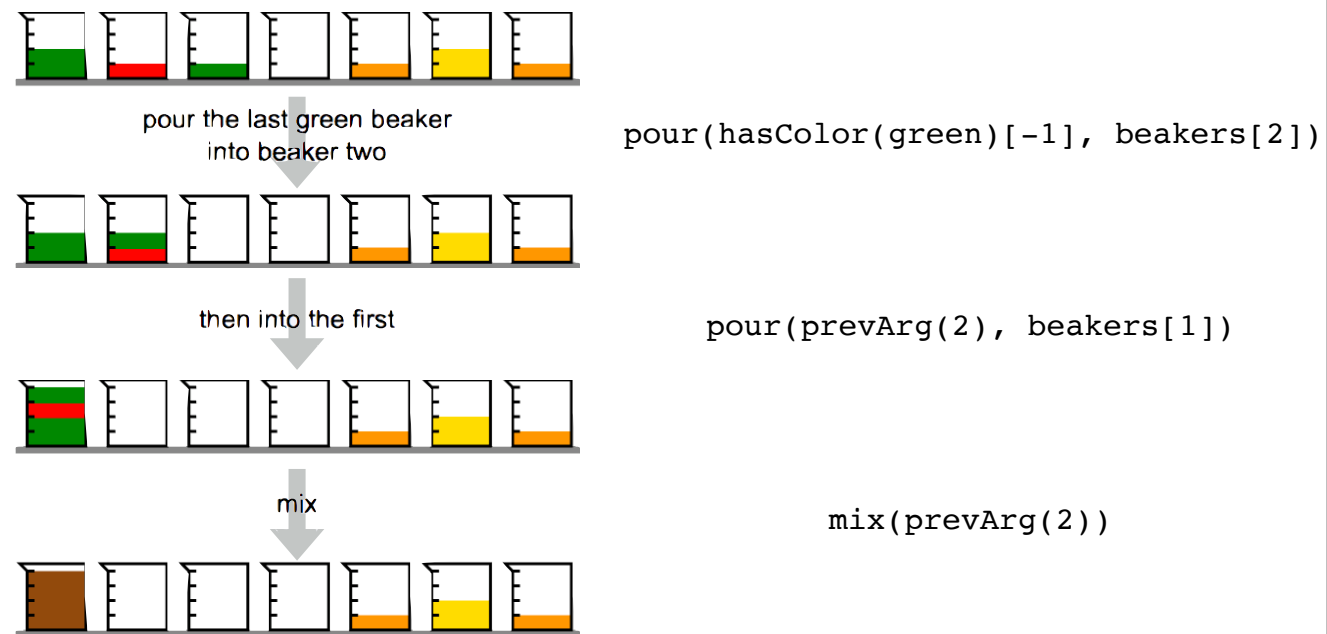 pour the last green beaker
into beaker two
pour(hasColor(green)[-1], beakers[2])
then into the first
pour(prevArg(2), beakers[1])
mix
mix(prevArg(2))